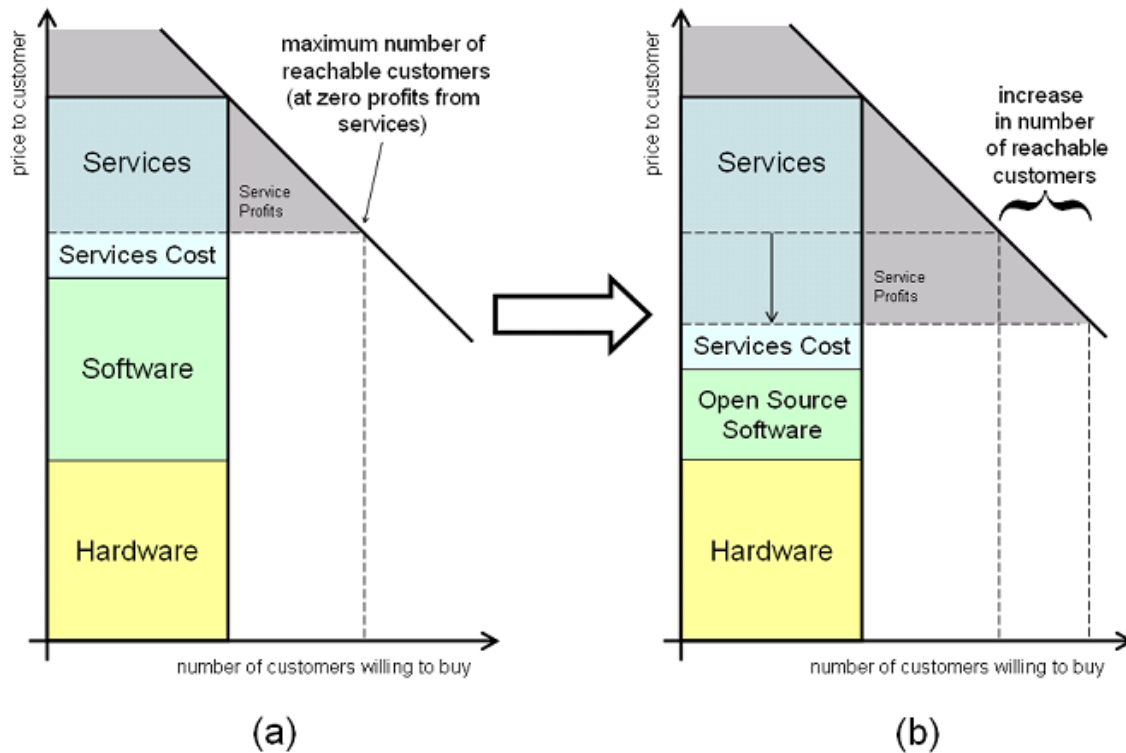 price to customer
maximum number of
reachable customers
(at zero profits from
services)
Services
Service
Profits
Services Cost
Software
Hardware
number of customers willing to buy
(a)
price to customer
increase
in number
of reachable
customers
Services
Service
Profits
Services Cost
Open Source
Software
Hardware
number of customers willing to buy
(b)